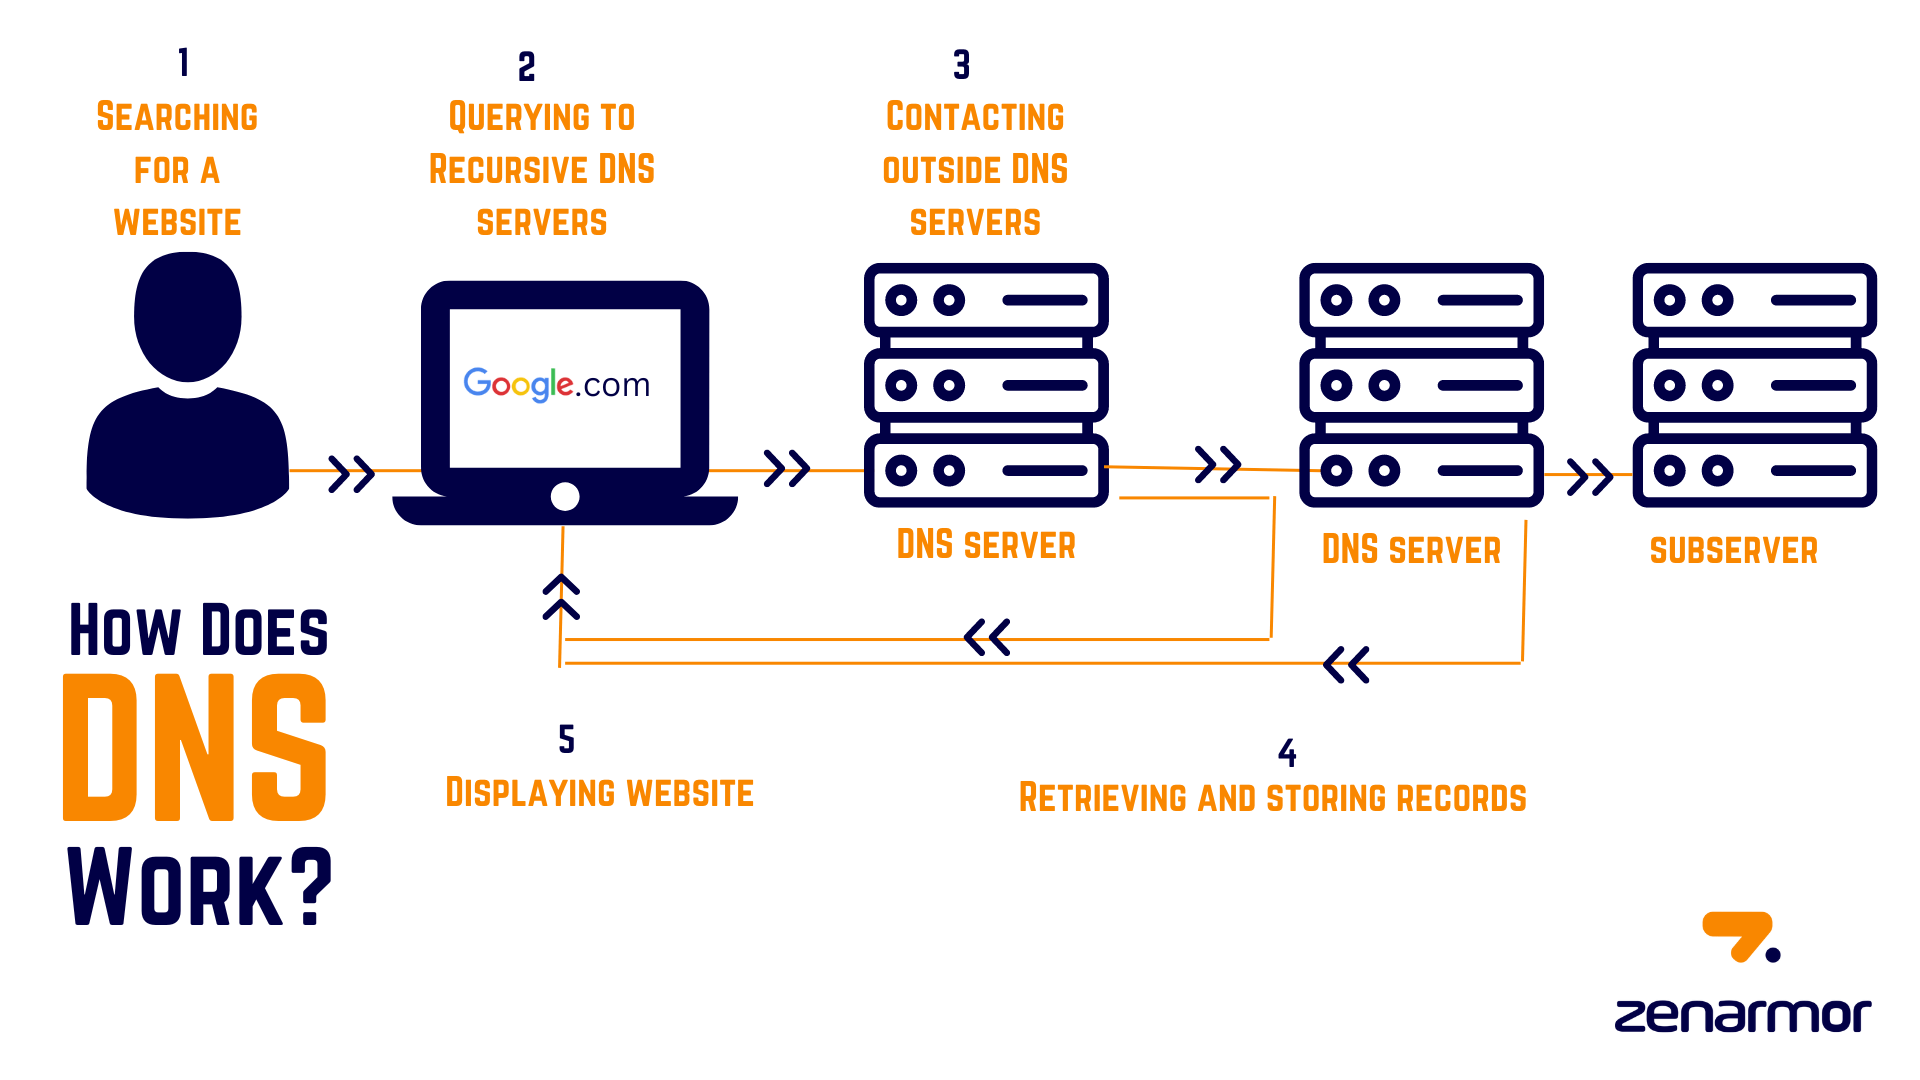 1
Searching
for a
website
2
Querying to
Recursive DNS
servers
3
Contacting
outside DNS
servers
Google.com
DNS server
DNS server
subserver
How Does
DNS
Work?
5
Displaying website
4
Retrieving and storing records
zenarmor